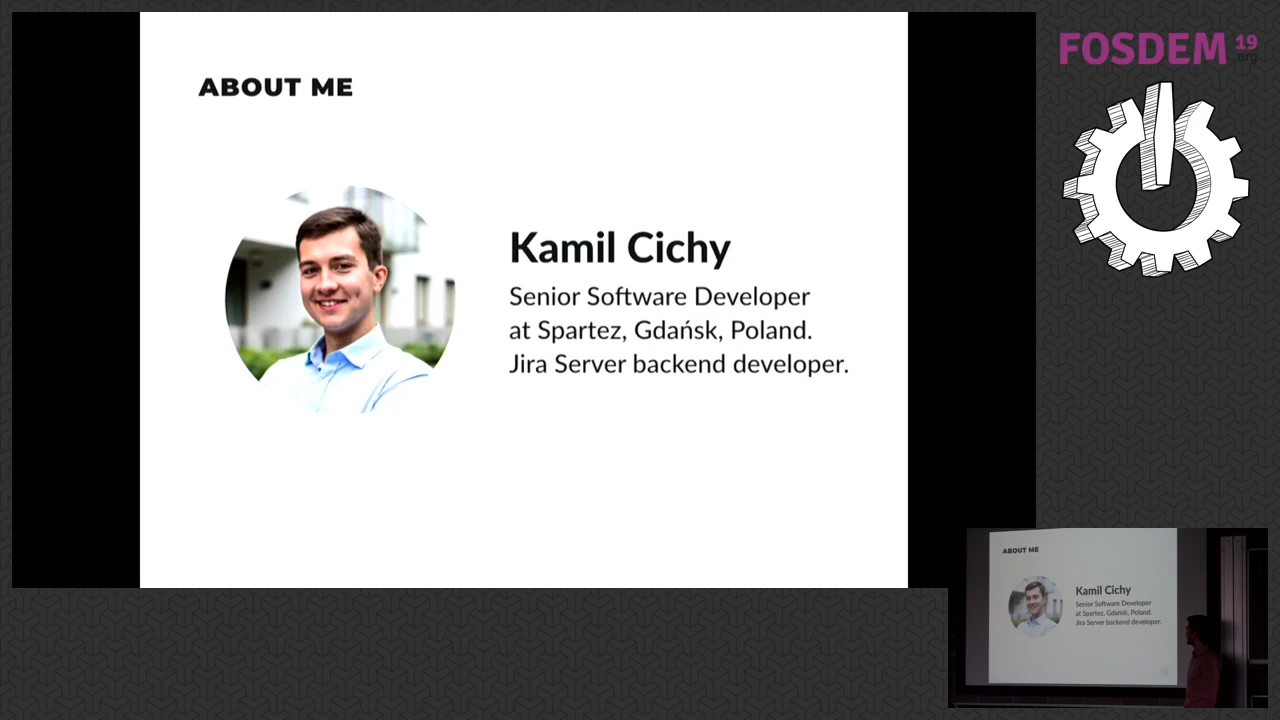 ABOUT ME
Kamil Cichy
Senior Software Developer
at Spartez, Gdańsk, Poland.
Jira Server backend developer.
FOSDEM 19
.org
ABOUT ME
Kamil Cichy
Senior Software Developer
at Spartez, Gdańsk, Poland.
Jira Server backend developer.